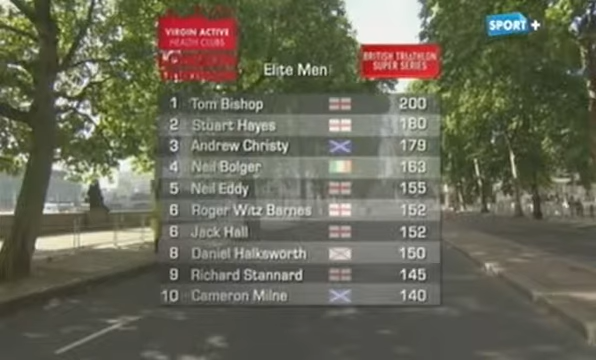 SPORT +
VIRGIN ACTIVE
HEALTH CLUBS
BRITISH TRIATHLON
SUPER SERIES
Elite Men
1 Tom Bishop 200
2 Stuart Hayes 180
3 Andrew Christy 179
4 Neil Bolger 163
5 Neil Eddy 155
6 Roger Witz Barnes 152
6 Jack Hall 152
8 Daniel Halksworth 150
9 Richard Stannard 145
10 Cameron Milne 140